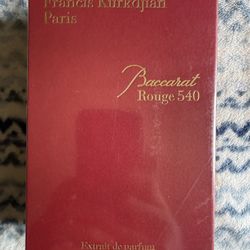 Francis Kurkdjian
Paris
Baccarat
Rouge 540
Extrait de parfum